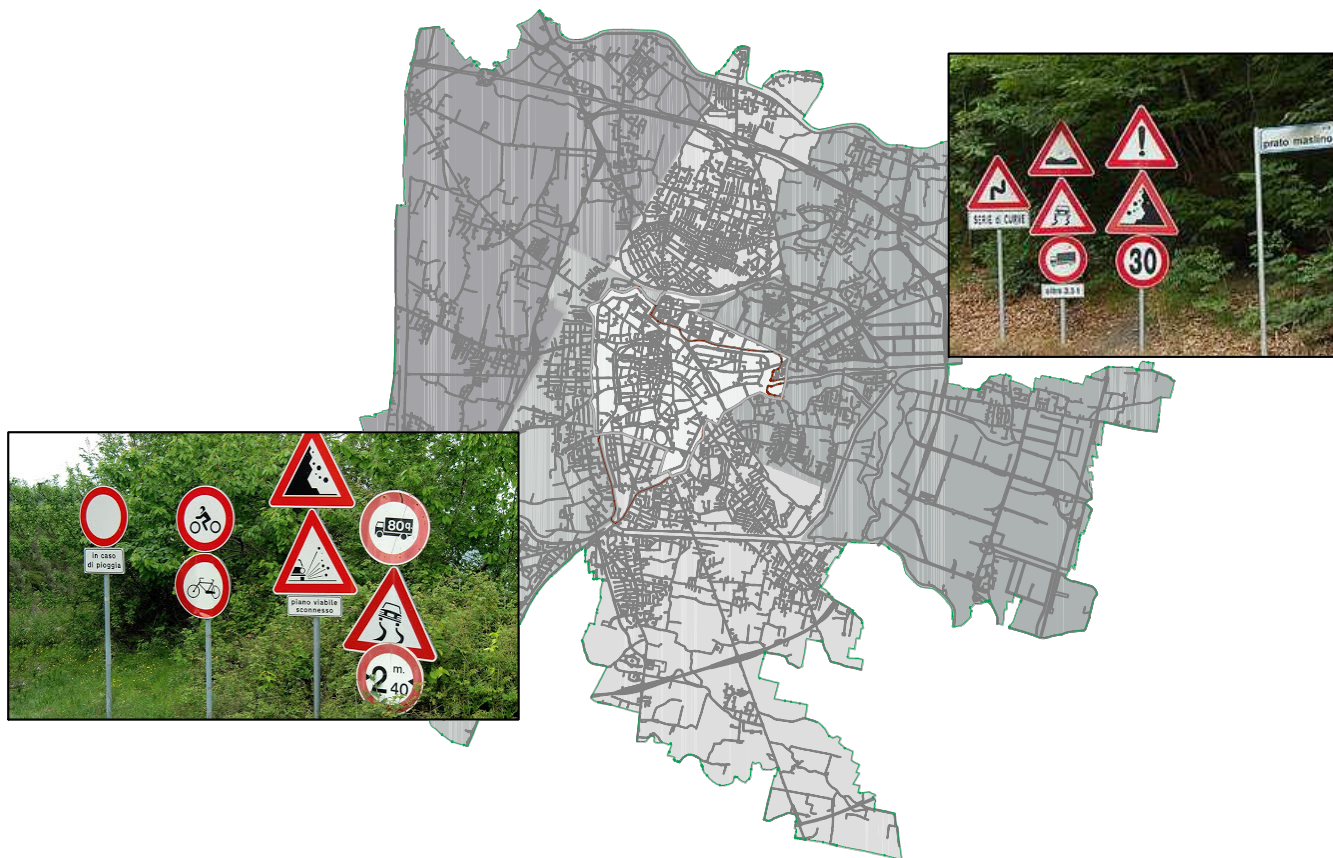 in caso
di pioggia
piano viabile
sconnesso
80q.
2 m.
40
SERIE di CURVE
oltre 3.5 t
30
prato maslino